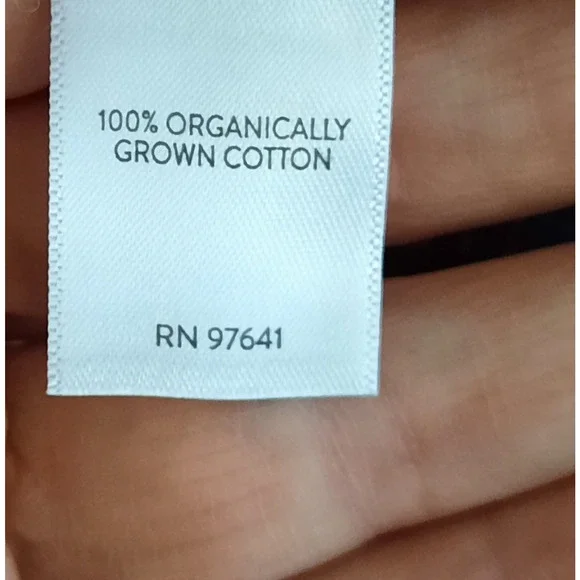 100% ORGANICALLY
GROWN COTTON
RN 97641